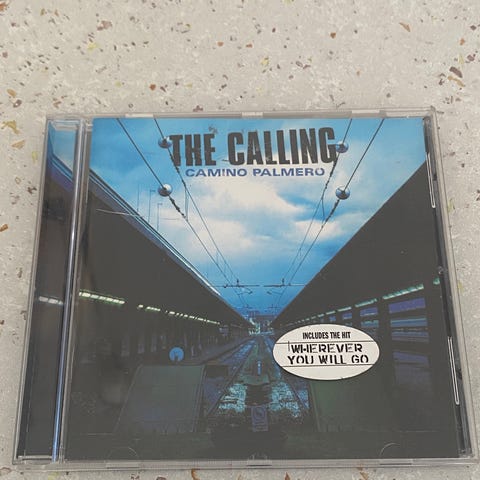 THE CALLING
CAMINO PALMERO
INCLUDES THE HIT
WHEREVER
YOU WILL GO